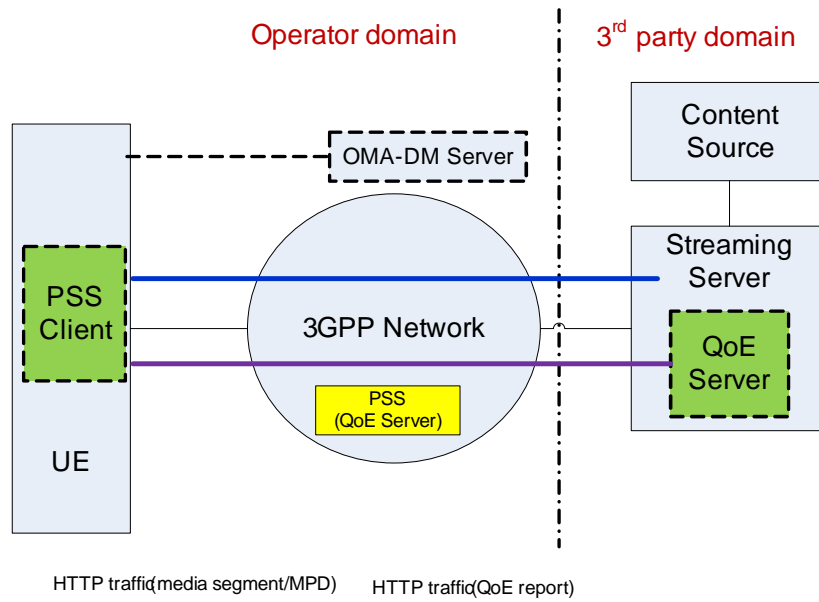 Operator domain
3rd party domain
OMA-DM Server
Content
Source
PSS
Client
UE
3GPP Network
PSS
(QoE Server)
Streaming
Server
QoE
Server
HTTP traffic(media segment/MPD)
HTTP traffic(QoE report)